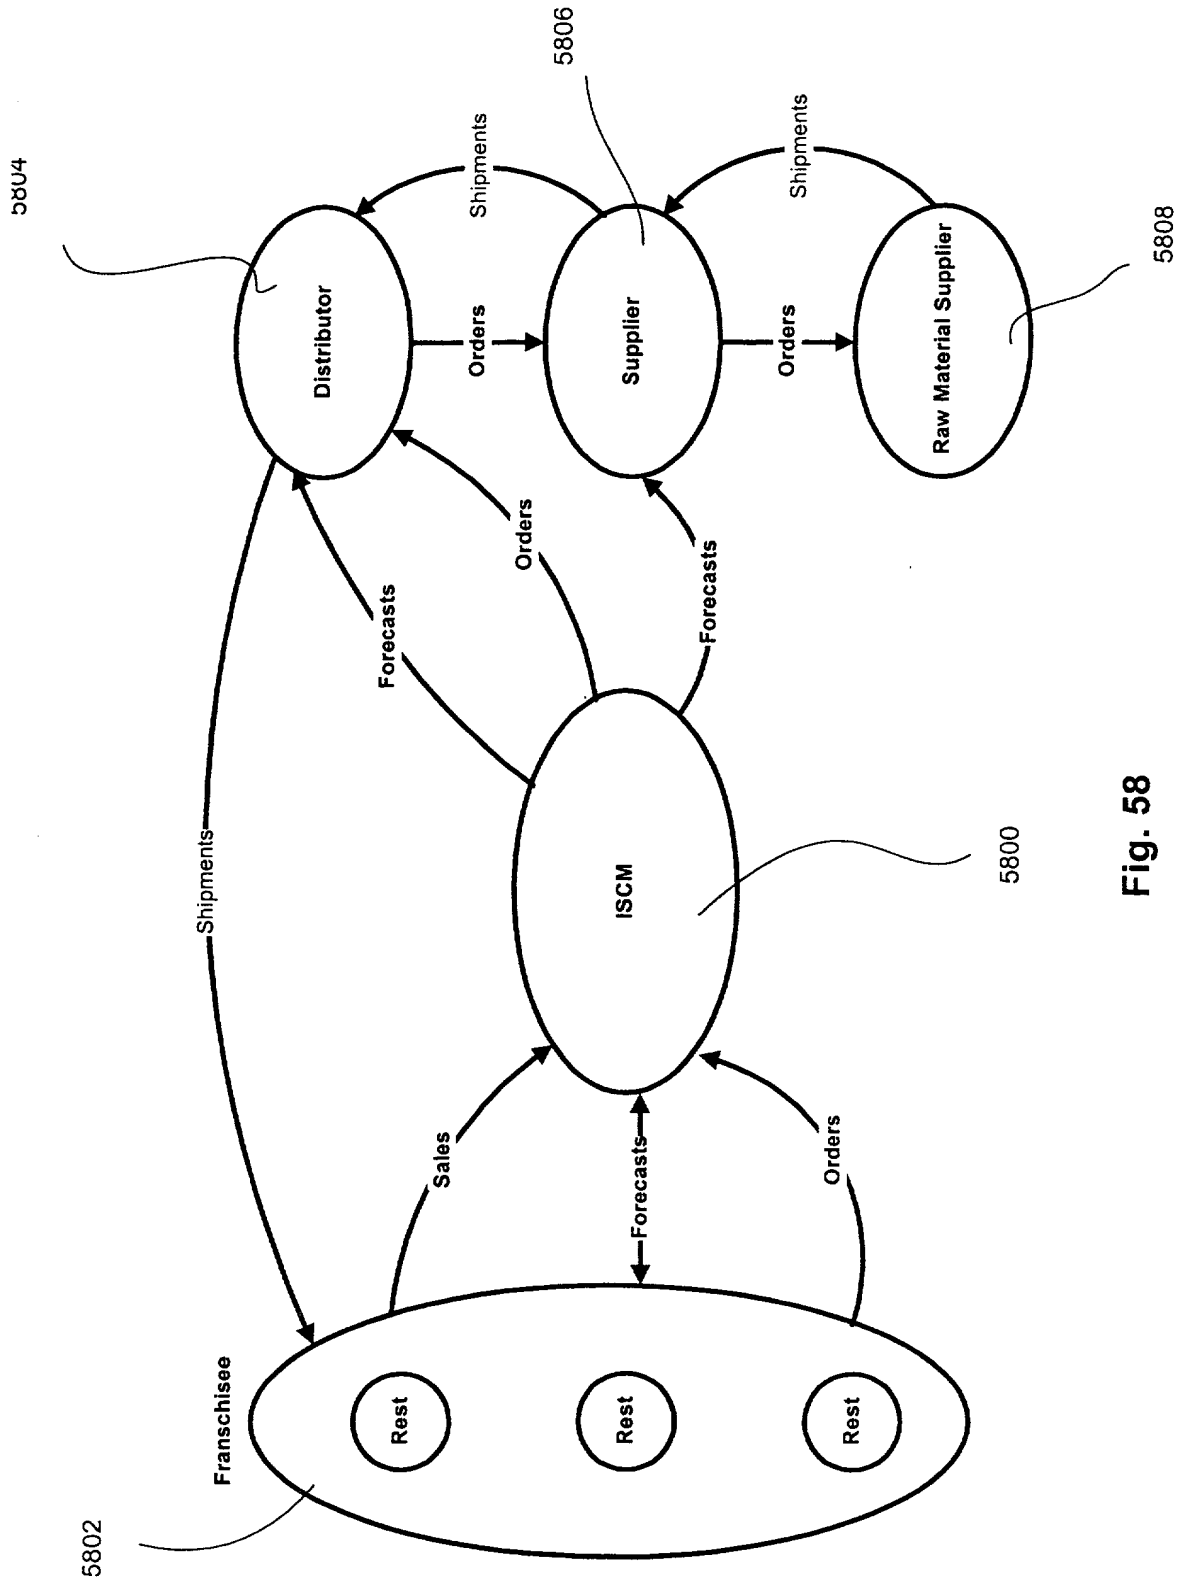 5804
5802
Shipments
Franschisee
Distributor
Forecasts
Rest
Sales
Orders
Shipments
Orders
5806
Rest
ISCM
Supplier
Forecasts
Forecasts
Orders
Shipments
Orders
Rest
Raw Material Supplier
5800
5808
Fig. 58